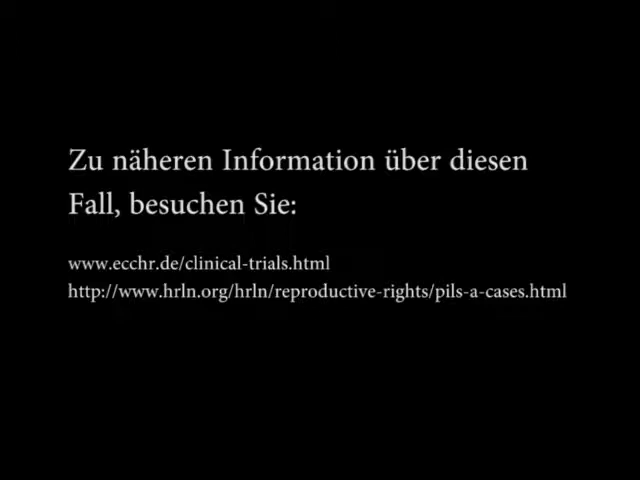 Zu näheren Information über diesen
Fall, besuchen Sie:
www.ecchr.de/clinical-trials.html
http://www.hrln.org/hrln/reproductive-rights/pils-a-cases.html